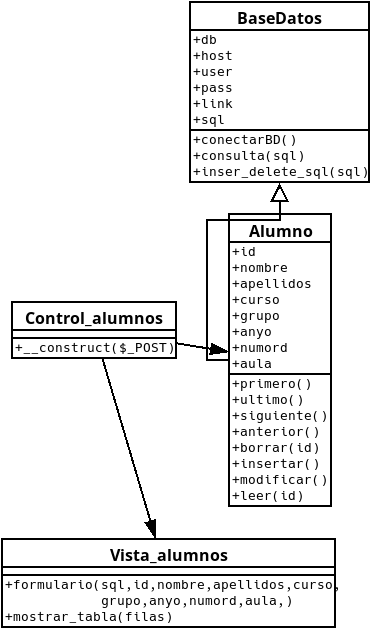 BaseDatos
+db
+host
+user
+pass
+link
+sql
+conectarBD()
+consulta(sql)
+inser_delete_sql(sql)
Alumno
+id
+nombre
+apellidos
+curso
+grupo
+anyo
+numord
+aula
+primero()
+ultimo()
+siguiente()
+anterior()
+borrar(id)
+insertar()
+modificar()
+leer(id)
Control_alumnos
+__construct($_POST)
Vista_alumnos
+formulario(sql,id,nombre,apellidos,curso,
grupo,anyo,numord,aula,)
+mostrar_tabla(filas)